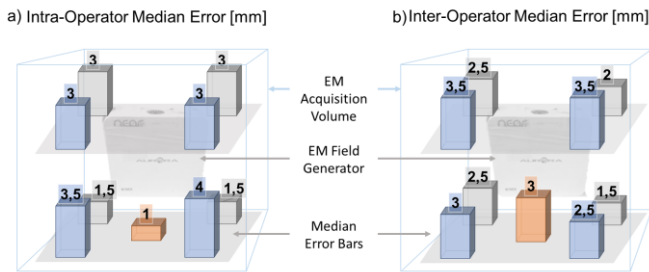 a) Intra-Operator Median Error [mm]
b) Inter-Operator Median Error [mm]
3
3
3
3
3,5
1,5
1
4
1,5
EM
Acquisition
Volume
EM Field
Generator
Median
Error Bars
2,5
2
3,5
3,5
2,5
3
3
1,5
2,5